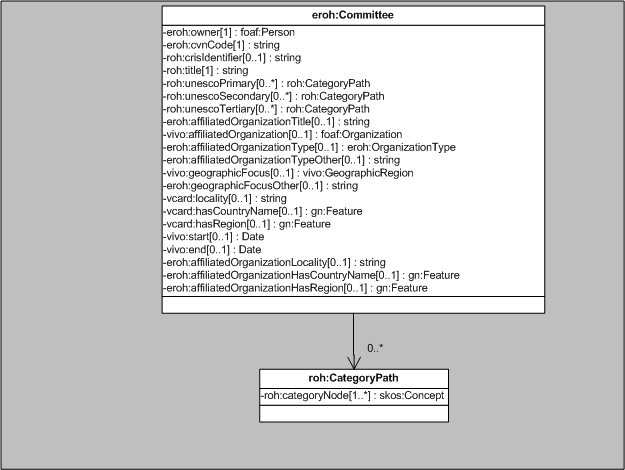 eroh:Committee
-eroh:owner[1] : foaf:Person
-eroh:cvnCode[1] : string
-roh:crisIdentifier[0..1] : string
-roh:title[1] : string
-roh:unescoPrimary[0..*] : roh:CategoryPath
-roh:unescoSecondary[0..*] : roh:CategoryPath
-roh:unescoTertiary[0..*] : roh:CategoryPath
-eroh:affiliatedOrganizationTitle[0..1] : string
-vivo:affiliatedOrganization[0..1] : foaf:Organization
-eroh:affiliatedOrganizationType[0..1] : eroh:OrganizationType
-eroh:affiliatedOrganizationTypeOther[0..1] : string
-vivo:geographicFocus[0..1] : vivo:GeographicRegion
-eroh:geographicFocusOther[0..1] : string
-vcard:locality[0..1] : string
-vcard:hasCountryName[0..1] : gn:Feature
-vcard:hasRegion[0..1] : gn:Feature
-vivo:start[0..1] : Date
-vivo:end[0..1] : Date
-eroh:affiliatedOrganizationLocality[0..1] : string
-eroh:affiliatedOrganizationHasCountryName[0..1] : gn:Feature
-eroh:affiliatedOrganizationHasRegion[0..1] : gn:Feature
0..*
roh:CategoryPath
-roh:categoryNode[1..*] : skos:Concept